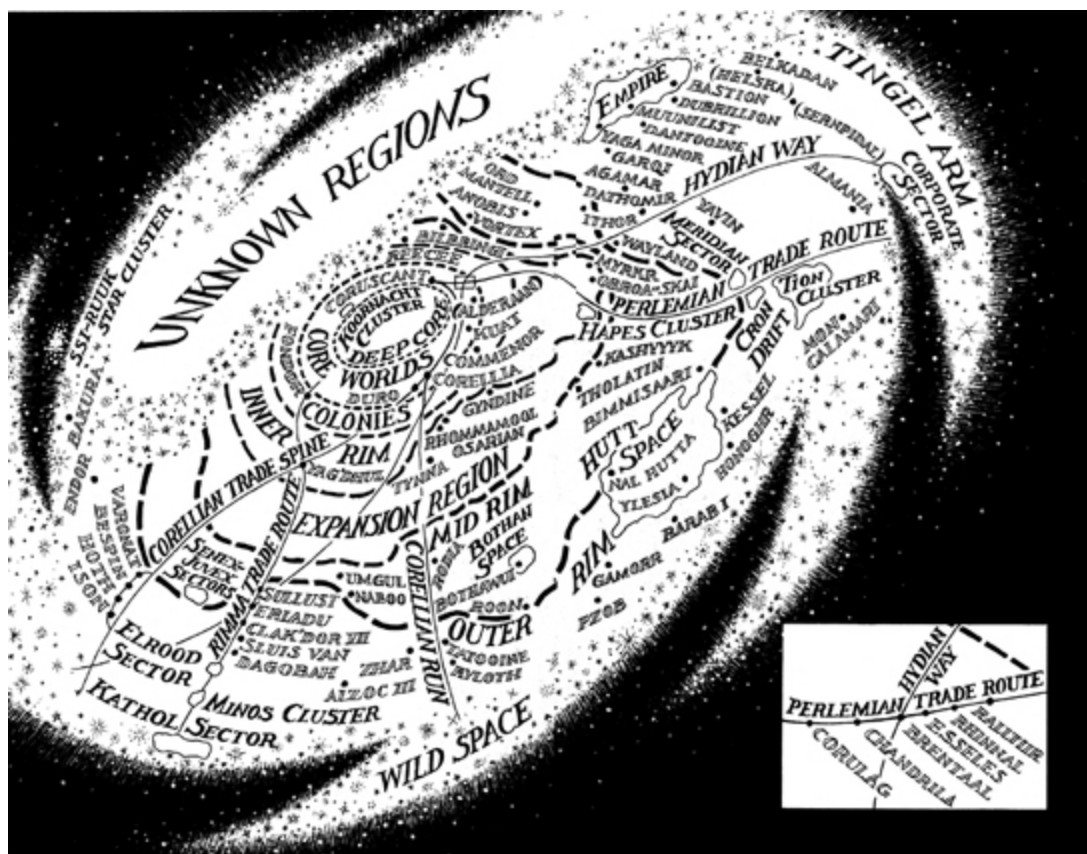 UNKNOWN REGIONS
SSI-RUUK
STAR CLUSTER
BAKURA
ENDOR
EMPIRE
BELKADAN
(HELSKA)
(SERNPIDAL)
BASTION
DUBRILLION
MUUNILIST
DANTOOINE
YAGA MINOR
GARQI
AGAMAR
DATHOMIR
ITHOR
TINGEL ARM
CORPORATE
SECTOR
HYDIAN WAY
ALMANIA
YAVIN
MERIDIAN
SECTOR
ORD
MANTELL
ANOBIS
VORTEX
BILBRINGI
BEECEE
WAYLAND
MYRKR
OBROA-SKAI
PERLEMIAN
TRADE ROUTE
HAPES CLUSTER
TION
CLUSTER
CRON
DRIFT
MON
CALAMARI
CORUSCANT
KOORNACHT
CLUSTER
DEEP CORE
CORE
WORLDS
DURO
COLONIES
FONDOR
INNER
RIM
ALDERAAN
KUAT
COMMENOR
CORELLIA
GYNDINE
RHOMMAMOOL
OSARIAN
TYNNA
YAG'DHUL
KASHYYYK
THOLATIN
BIMMISAARI
KESSEL
HONOGHR
HUTT
SPACE
NAL HUTTA
YLESIA
BARAB I
GAMORR
PZOB
EXPANSION
REGION
MID RIM
BOTHAN
SPACE
RODIA
BOTHAWUI
ROON
OUTER
RIM
TATOOINE
RYLOTH
CORELLIAN RUN
CORELLIAN TRADE SPINE
RIMMA TRADE ROUTE
VARONAT
BESPIN
HOTH
ISON
SENEX-
JUVEX
SECTORS
UMGUL
NABOO
SULLUST
ERIADU
CLAK'DOR VII
SLUIS VAN
DAGOBAH
ZHAR
ALZOC III
ELROOD
SECTOR
KATHOL
SECTOR
MINOS CLUSTER
WILD SPACE
HYDIAN
WAY
PERLEMIAN TRADE ROUTE
RALLTIIR
RHINNAL
ESSELES
BRENTAAL
CHANDRILA
CORULAG